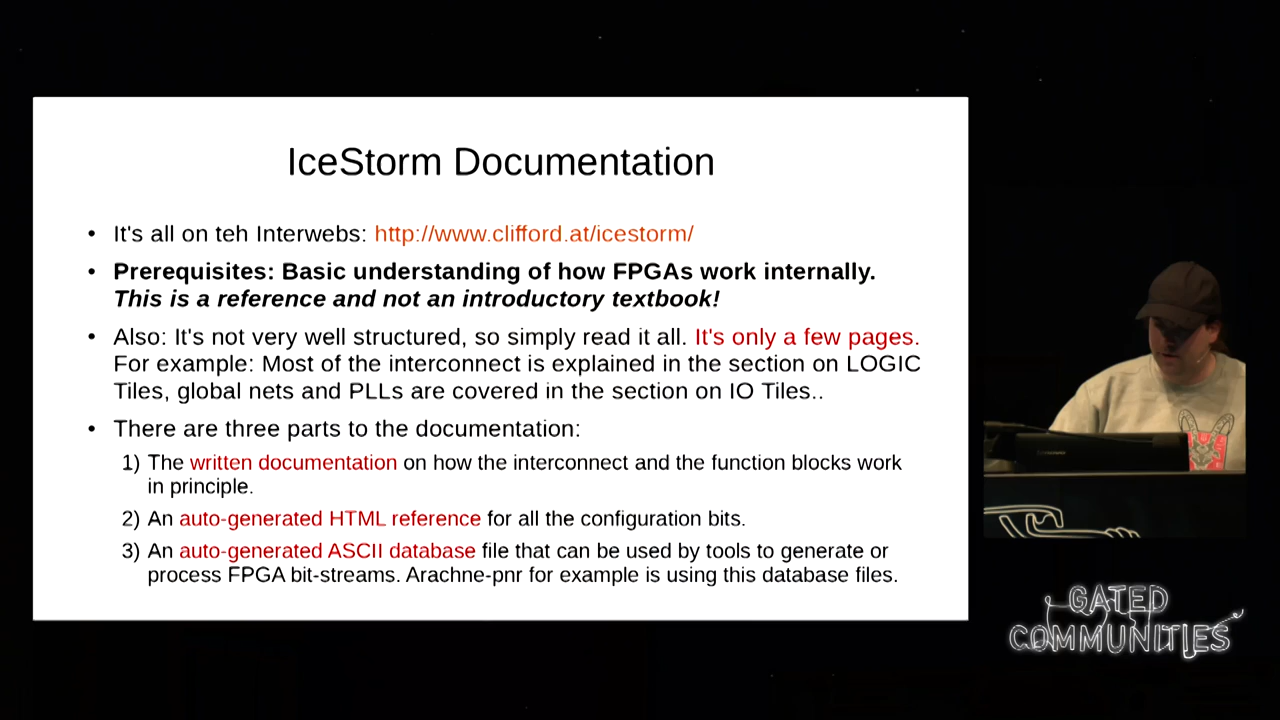 IceStorm Documentation
• It's all on teh Interwebs: http://www.clifford.at/icestorm/
• Prerequisites: Basic understanding of how FPGAs work internally.
This is a reference and not an introductory textbook!
• Also: It's not very well structured, so simply read it all. It's only a few pages.
For example: Most of the interconnect is explained in the section on LOGIC
Tiles, global nets and PLLs are covered in the section on IO Tiles..
• There are three parts to the documentation:
1) The written documentation on how the interconnect and the function blocks work
in principle.
2) An auto-generated HTML reference for all the configuration bits.
3) An auto-generated ASCII database file that can be used by tools to generate or
process FPGA bit-streams. Arachne-pnr for example is using this database files.
GATED
COMMUNITIES